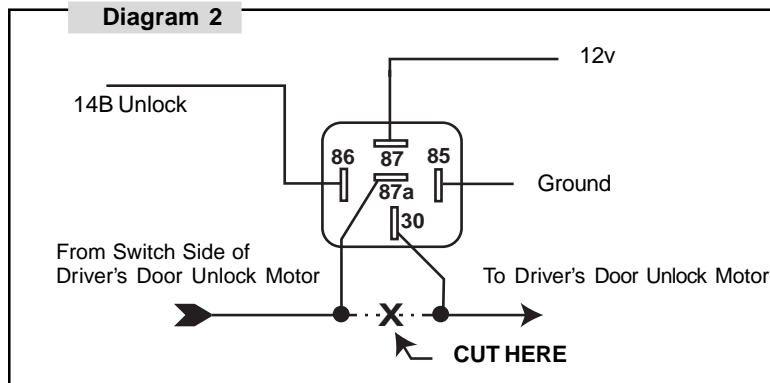 Diagram 2
12v
14B Unlock
86
87
85
87a
Ground
30
From Switch Side of
Driver's Door Unlock Motor
To Driver's Door Unlock Motor
X
CUT HERE